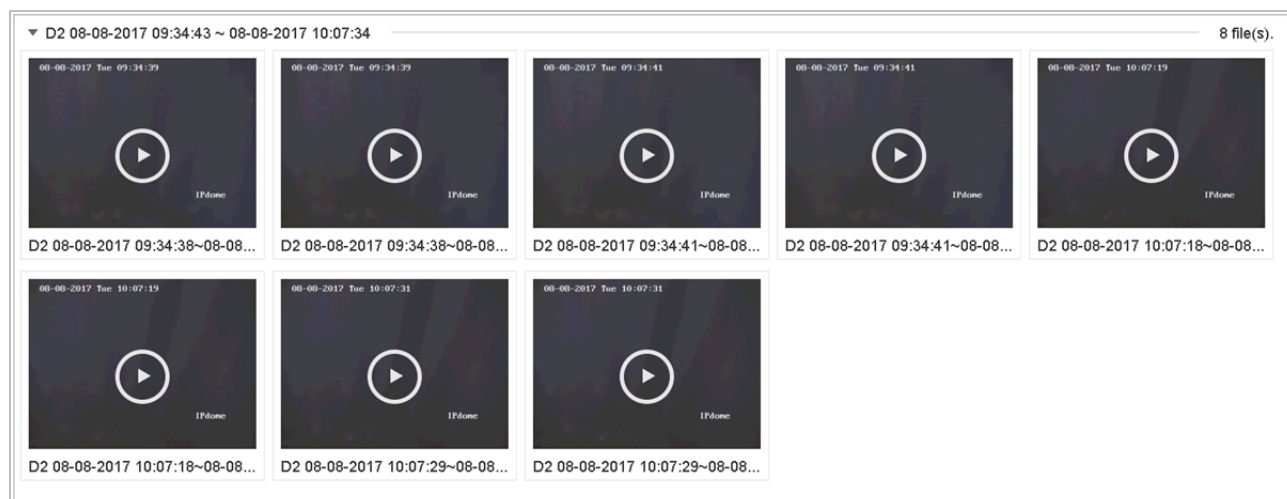 D2 08-08-2017 09:34:43 ~ 08-08-2017 10:07:34 8 file(s).
08-08-2017 Tue 09:34:39
IPdome
D2 08-08-2017 09:34:38~08-08...
08-08-2017 Tue 09:34:39
IPdome
D2 08-08-2017 09:34:38~08-08...
08-08-2017 Tue 09:34:41
IPdome
D2 08-08-2017 09:34:41~08-08...
08-08-2017 Tue 09:34:41
IPdome
D2 08-08-2017 09:34:41~08-08...
08-08-2017 Tue 10:07:19
IPdome
D2 08-08-2017 10:07:18~08-08...
08-08-2017 Tue 10:07:19
IPdome
D2 08-08-2017 10:07:18~08-08...
08-08-2017 Tue 10:07:31
IPdome
D2 08-08-2017 10:07:29~08-08...
08-08-2017 Tue 10:07:31
IPdome
D2 08-08-2017 10:07:29~08-08...